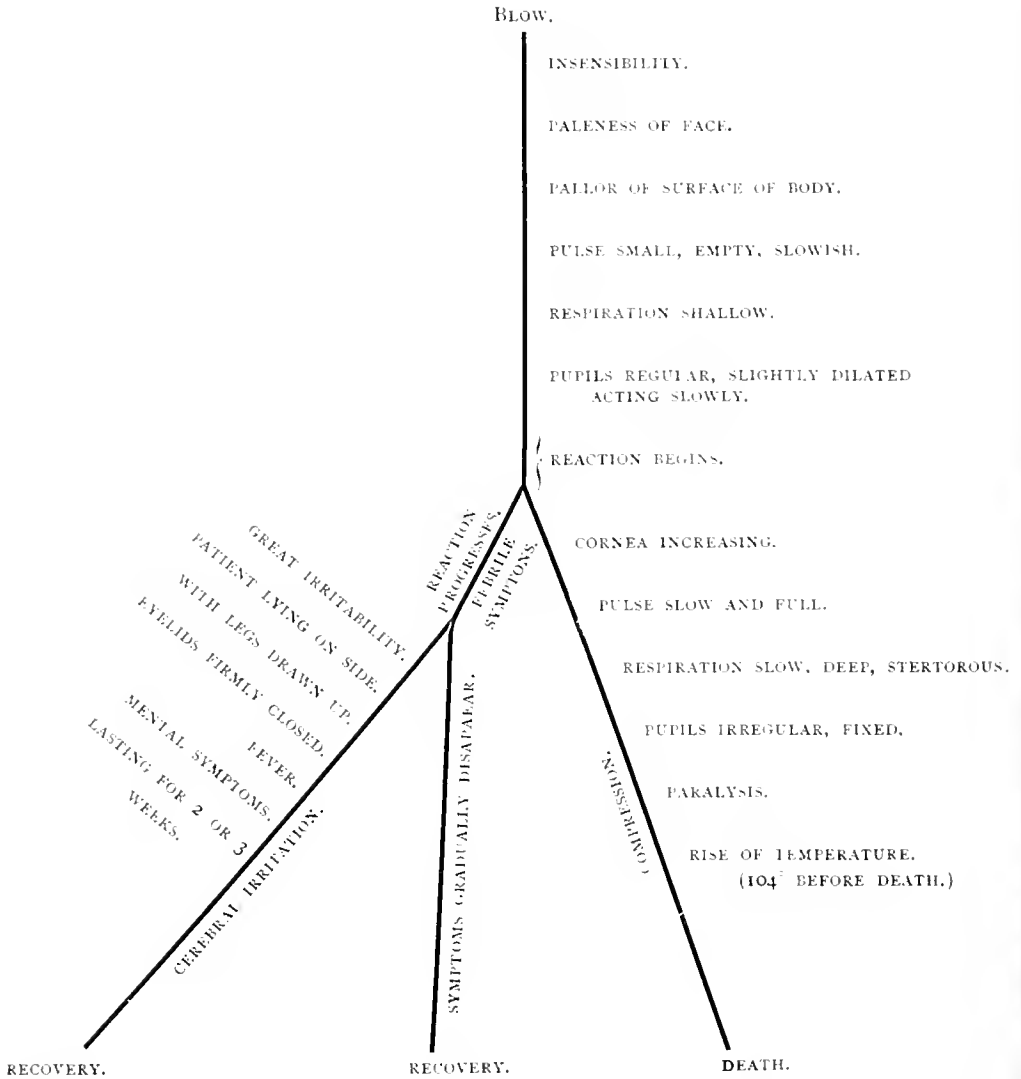 BLOW.
INSENSIBILITY.
PALENESS OF FACE.
PALLOR OF SURFACE OF BODY.
PULSE SMALL, EMPTY, SLOWISH.
RESPIRATION SHALLOW.
PUPILS REGULAR, SLIGHTLY DILATED
ACTING SLOWLY.
REACTION BEGINS.
REACTION
PROGRESSES.
FEBRILE
SYMPTONS.
GREAT IRRITABILITY.
PATIENT LYING ON SIDE.
WITH LEGS DRAWN UP.
EYELIDS FIRMLY CLOSED.
FEVER.
MENTAL SYMPTOMS.
LASTING FOR 2 OR 3
WEEKS.
CEREBRAL IRRITATION.
RECOVERY.
SYMPTOMS GRADUALLY DISAPAEAR.
RECOVERY.
CORNEA INCREASING.
PULSE SLOW AND FULL.
RESPIRATION SLOW, DEEP, STERTOROUS.
PUPILS IRREGULAR, FIXED.
PARALYSIS.
RISE OF TEMPERATURE.
(104° BEFORE DEATH.)
COMPRESSION.
DEATH.